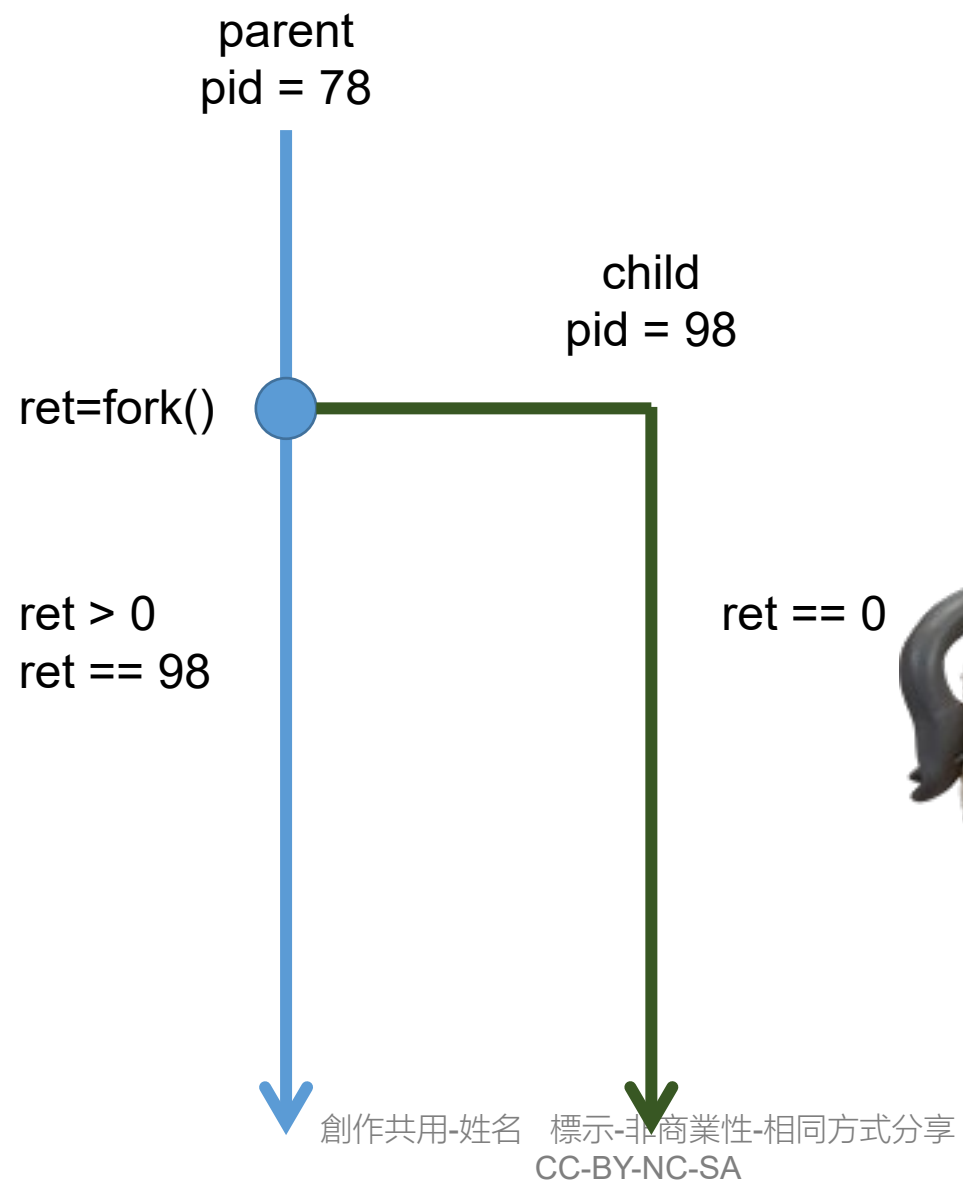 parent
pid = 78
child
pid = 98
ret=fork()
ret > 0
ret == 98
ret == 0
創作共用-姓名 標示-非商業性-相同方式分享
CC-BY-NC-SA